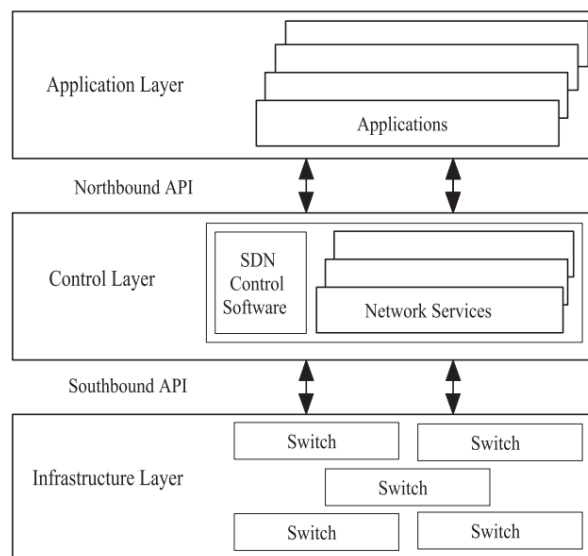 Application Layer
Applications
Northbound API
SDN
Control
Software
Control Layer
Network Services
Southbound API
Switch
Switch
Infrastructure Layer
Switch
Switch
Switch